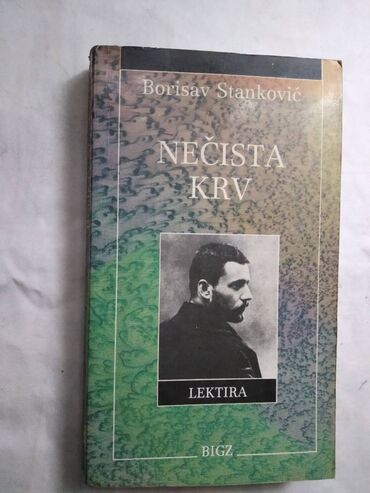 Borisav Stanković
NEČISTA
KRV
LEKTIRA
BIGZ